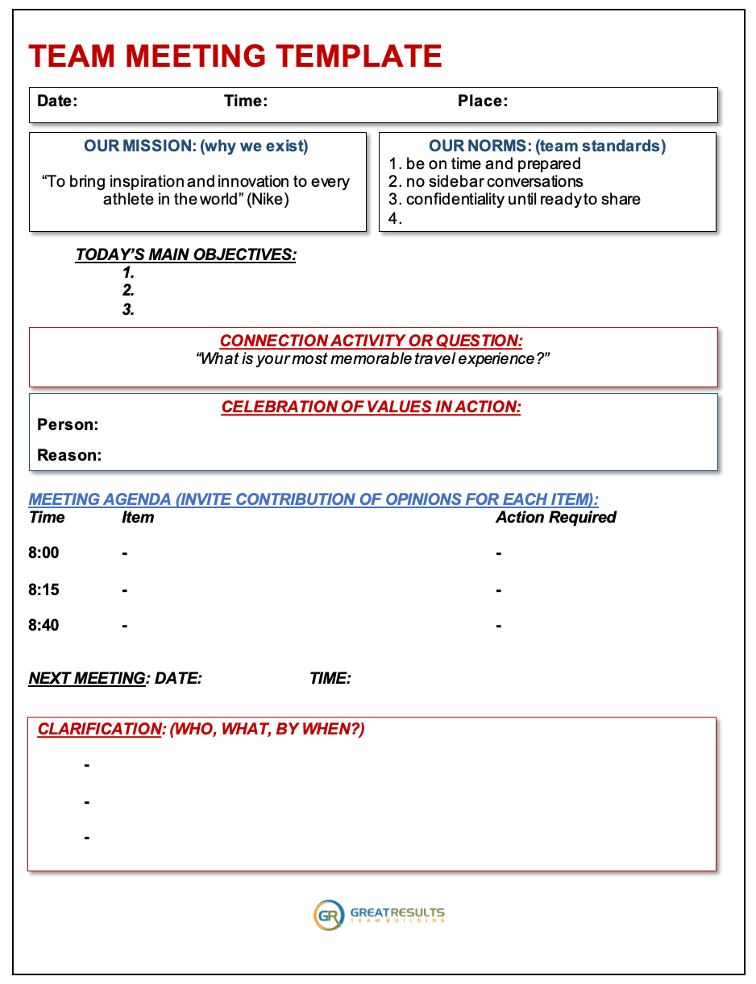 TEAM MEETING TEMPLATE
Date: Time: Place:
OUR MISSION: (why we exist)
“To bring inspiration and innovation to every
athlete in the world” (Nike)
OUR NORMS: (team standards)
1. be on time and prepared
2. no sidebar conversations
3. confidentiality until ready to share
4.
TODAY’S MAIN OBJECTIVES:
1.
2.
3.
CONNECTION ACTIVITY OR QUESTION:
“What is your most memorable travel experience?”
CELEBRATION OF VALUES IN ACTION:
Person:
Reason:
MEETING AGENDA (INVITE CONTRIBUTION OF OPINIONS FOR EACH ITEM):
Time Item Action Required
8:00 - -
8:15 - -
8:40 - -
NEXT MEETING: DATE: TIME:
CLARIFICATION: (WHO, WHAT, BY WHEN?)
-
-
-
GR GREATRESULTS
TEAM BUILDING